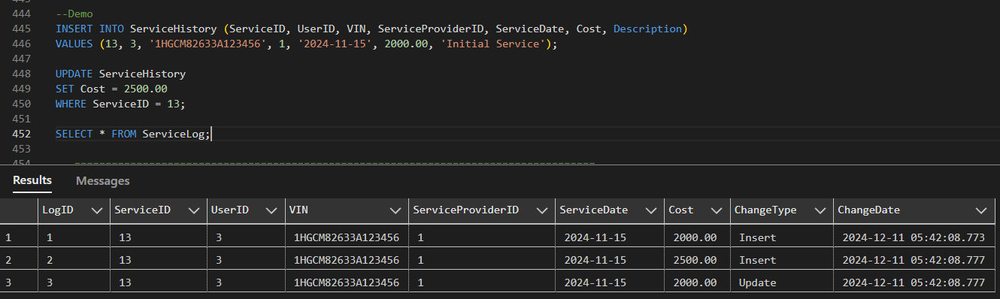 443
444 --Demo
445 INSERT INTO ServiceHistory (ServiceID, UserID, VIN, ServiceProviderID, ServiceDate, Cost, Description)
446 VALUES (13, 3, '1HGCM82633A123456', 1, '2024-11-15', 2000.00, 'Initial Service');
447
448 UPDATE ServiceHistory
449 SET Cost = 2500.00
450 WHERE ServiceID = 13;
451
452 SELECT * FROM ServiceLog;
453
454 ------------------------------------------------------------------------------------
Results Messages
LogID ServiceID UserID VIN ServiceProviderID ServiceDate Cost ChangeType ChangeDate
1 1 13 3 1HGCM82633A123456 1 2024-11-15 2000.00 Insert 2024-12-11 05:42:08.773
2 2 13 3 1HGCM82633A123456 1 2024-11-15 2500.00 Insert 2024-12-11 05:42:08.777
3 3 13 3 1HGCM82633A123456 1 2024-11-15 2000.00 Update 2024-12-11 05:42:08.777